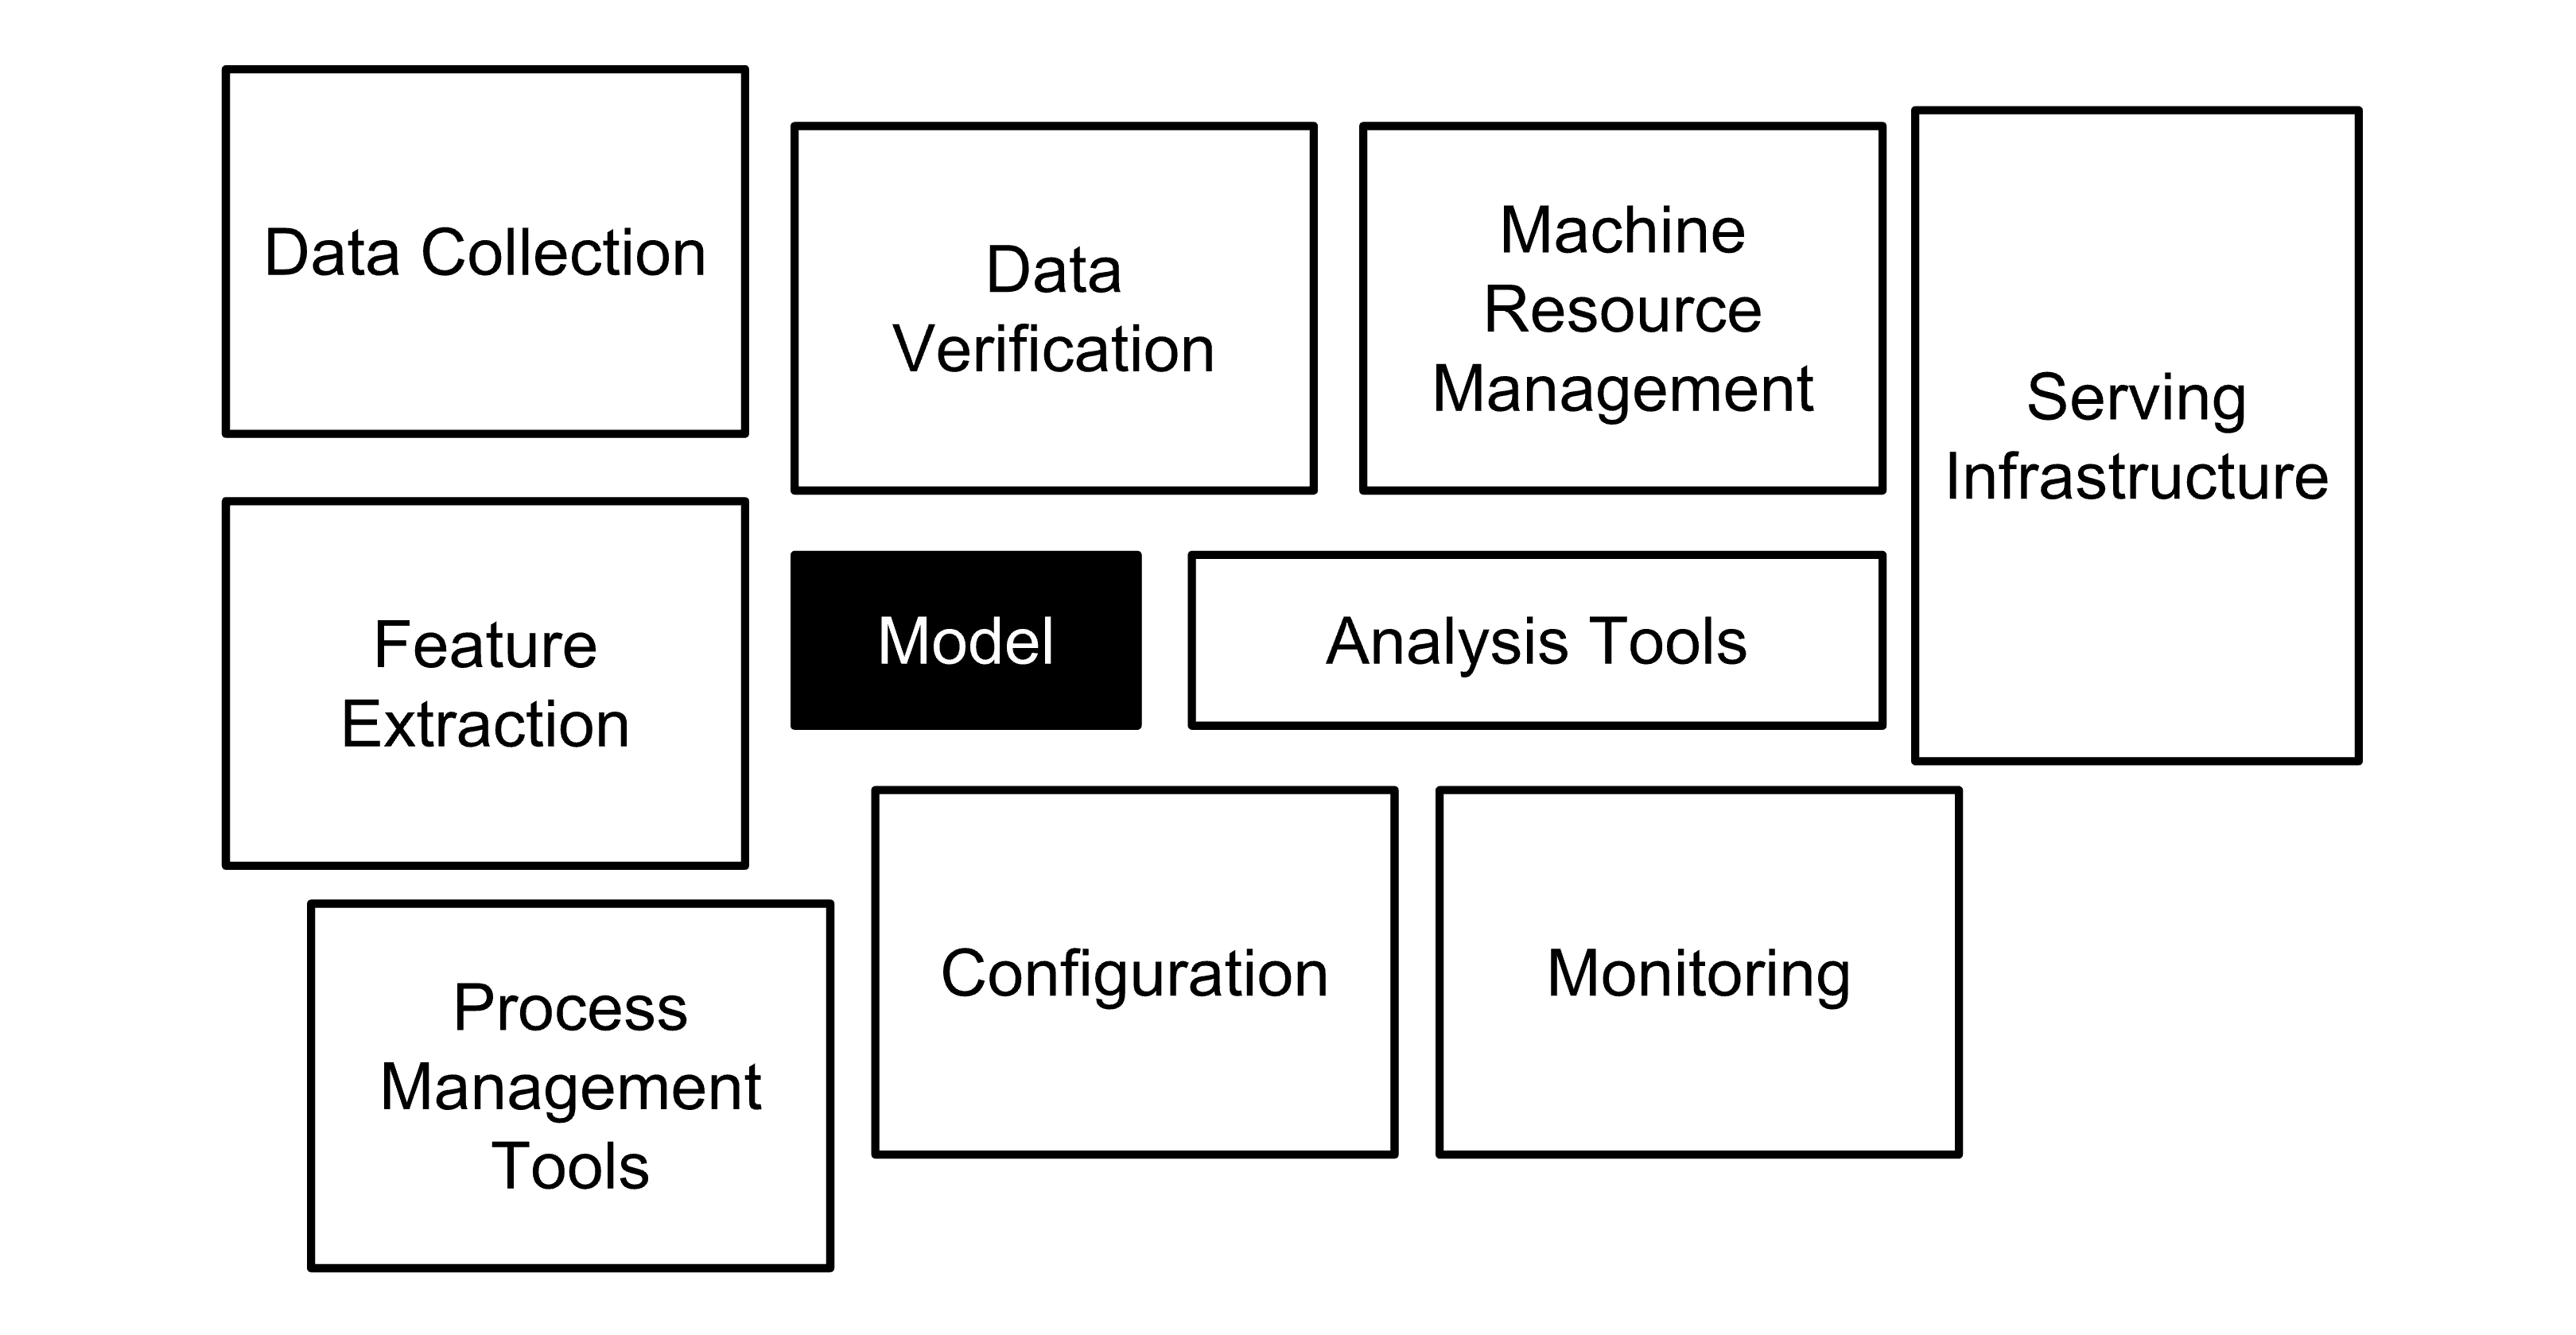 Data Collection
Data
Verification
Machine
Resource
Management
Serving
Infrastructure
Feature
Extraction
Model
Analysis Tools
Process
Management
Tools
Configuration
Monitoring